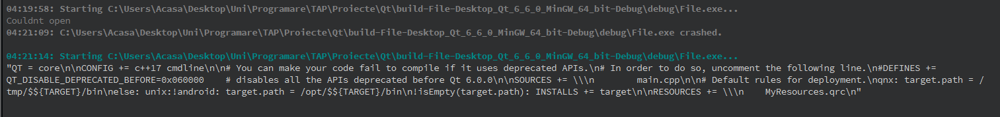 04:19:58: Starting C:\Users\Acasa\Desktop\Uni\Programare\TAP\Proiecte\Qt\build-File-Desktop_Qt_6_6_0_MinGW_64_bit-Debug\debug\File.exe...
Couldnt open
04:21:09: C:\Users\Acasa\Desktop\Uni\Programare\TAP\Proiecte\Qt\build-File-Desktop_Qt_6_6_0_MinGW_64_bit-Debug\debug\File.exe crashed.
04:21:14: Starting C:\Users\Acasa\Desktop\Uni\Programare\TAP\Proiecte\Qt\build-File-Desktop_Qt_6_6_0_MinGW_64_bit-Debug\debug\File.exe...
"QT = core\n\nCONFIG += c++17 cmdline\n\n# You can make your code fail to compile if it uses deprecated APIs.\n# In order to do so, uncomment the following line.\n#DEFINES +=
QT_DISABLE_DEPRECATED_BEFORE=0x060000    # disables all the APIs deprecated before Qt 6.0.0\n\nSOURCES += \\\n        main.cpp\n\n# Default rules for deployment.\nqnx: target.path = /
tmp/$${TARGET}/bin\nelse: unix:!android: target.path = /opt/$${TARGET}/bin\n!isEmpty(target.path): INSTALLS += target\n\nRESOURCES += \\\n    MyResources.qrc\n"